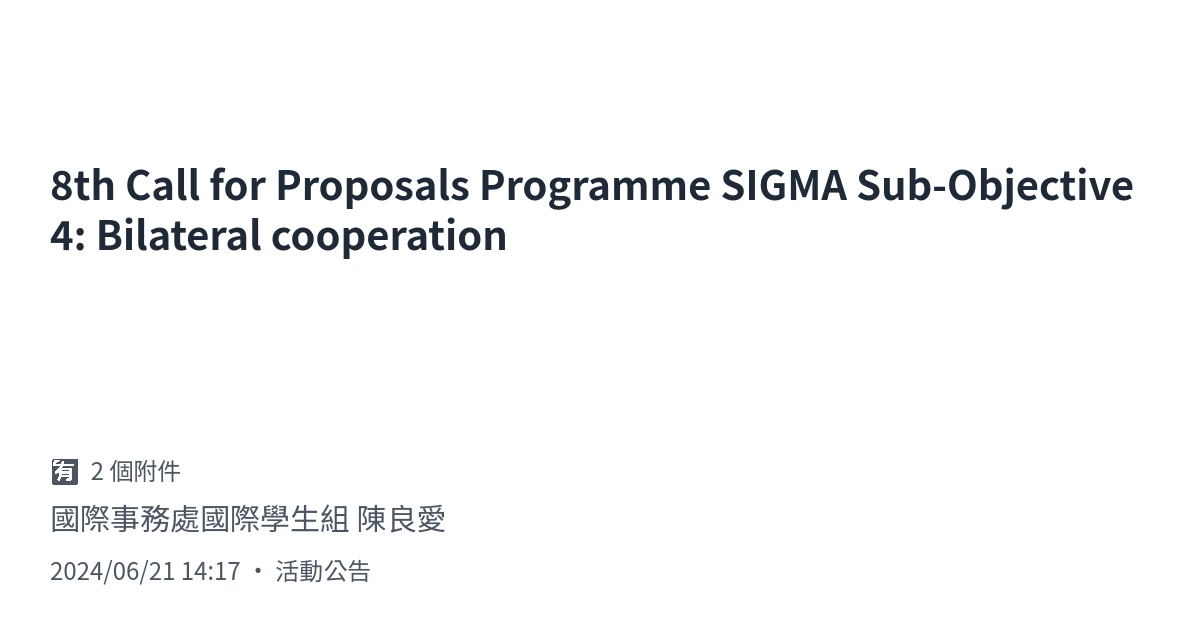 8th Call for Proposals Programme SIGMA Sub-Objective
4: Bilateral cooperation
🈶 2 個附件
國際事務處國際學生組 陳良愛
2024/06/21 14:17 • 活動公告